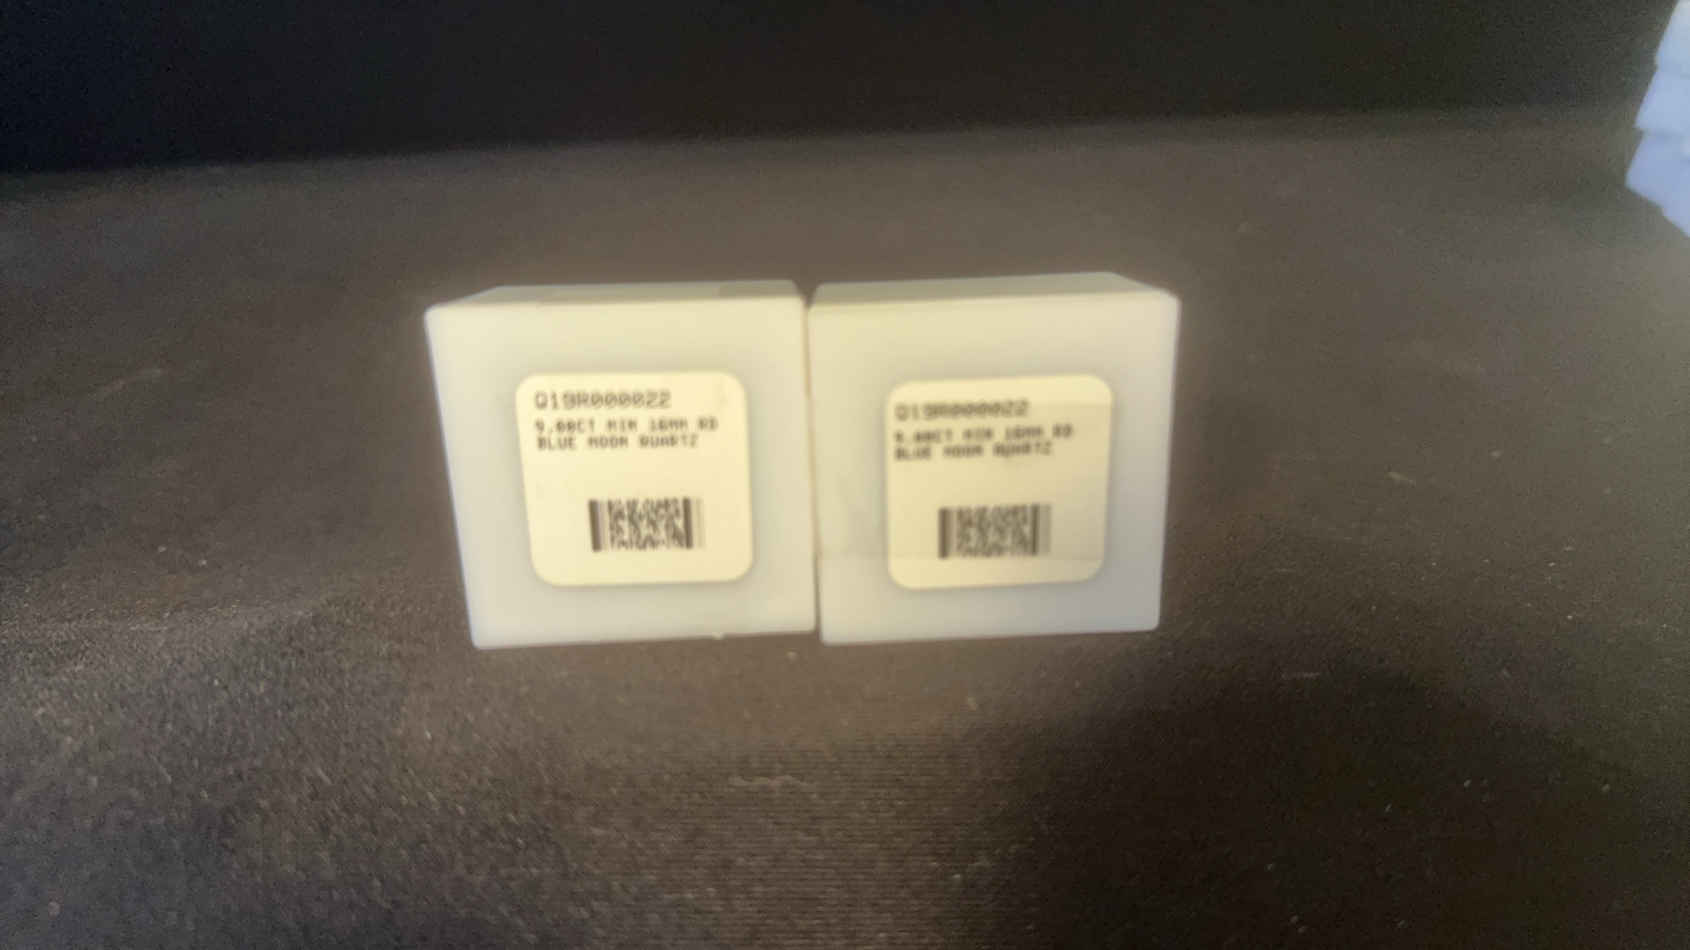 Q19R000022
9.00CT MIN 16MM RD
BLUE MOON QUARTZ
Q19R000022
9.00CT MIN 16MM RD
BLUE MOON QUARTZ